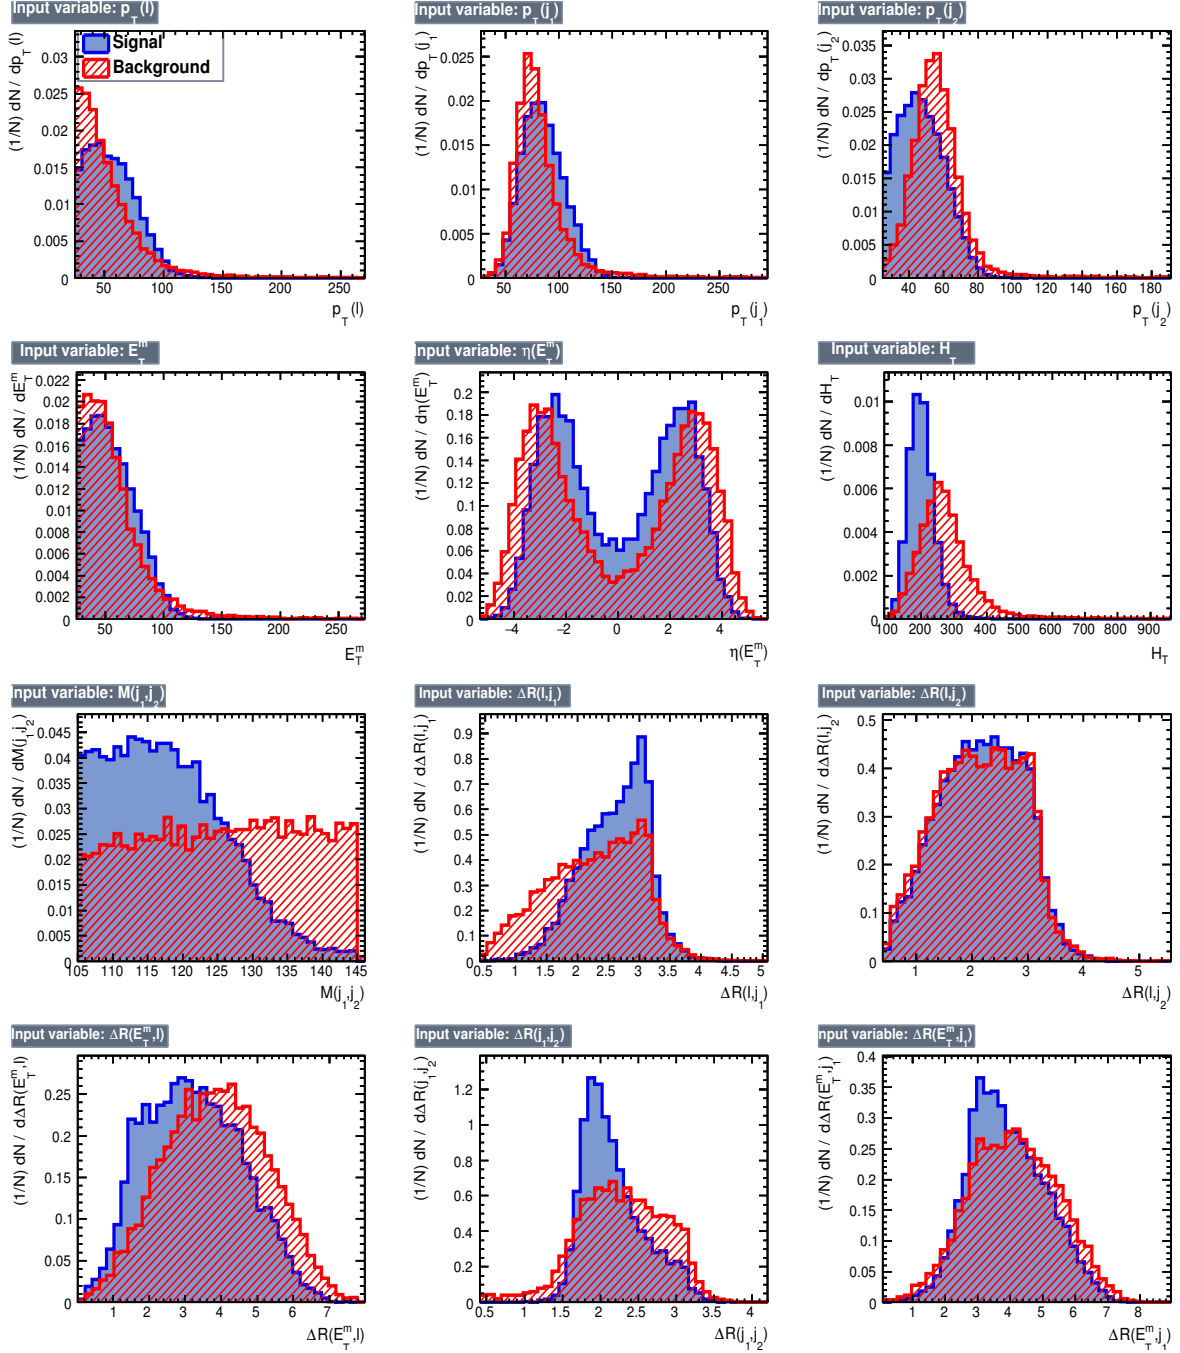 Input variable: p_T(l)
(1/N) dN / dp_T(l)
Signal
Background
0.03
0.025
0.02
0.015
0.01
0.005
0
50 100 150 200 250
p_T(l)
Input variable: p_T(j_1)
(1/N) dN / dp_T(j_1)
0.025
0.02
0.015
0.01
0.005
0
50 100 150 200 250
p_T(j_1)
Input variable: p_T(j_2)
(1/N) dN / dp_T(j_2)
0.035
0.03
0.025
0.02
0.015
0.01
0.005
0
40 60 80 100 120 140 160 180
p_T(j_2)
Input variable: E_T^m
(1/N) dN / dE_T^m
0.022
0.02
0.018
0.016
0.014
0.012
0.01
0.008
0.006
0.004
0.002
0
50 100 150 200 250
E_T^m
Input variable: η(E_T^m)
(1/N) dN / dη(E_T^m)
0.2
0.18
0.16
0.14
0.12
0.1
0.08
0.06
0.04
0.02
0
−4 −2 0 2 4
η(E_T^m)
Input variable: H_T
(1/N) dN / dH_T
0.01
0.008
0.006
0.004
0.002
0
100 200 300 400 500 600 700 800 900
H_T
Input variable: M(j_1,j_2)
(1/N) dN / dM(j_1,j_2)
0.045
0.04
0.035
0.03
0.025
0.02
0.015
0.01
0.005
0
105 110 115 120 125 130 135 140 145
M(j_1,j_2)
Input variable: ΔR(l,j_1)
(1/N) dN / dΔR(l,j_1)
0.9
0.8
0.7
0.6
0.5
0.4
0.3
0.2
0.1
0
0.5 1 1.5 2 2.5 3 3.5 4 4.5 5
ΔR(l,j_1)
Input variable: ΔR(l,j_2)
(1/N) dN / dΔR(l,j_2)
0.5
0.4
0.3
0.2
0.1
0
1 2 3 4 5
ΔR(l,j_2)
Input variable: ΔR(E_T^m,l)
(1/N) dN / dΔR(E_T^m,l)
0.25
0.2
0.15
0.1
0.05
0
1 2 3 4 5 6 7
ΔR(E_T^m,l)
Input variable: ΔR(j_1,j_2)
(1/N) dN / dΔR(j_1,j_2)
1.2
1
0.8
0.6
0.4
0.2
0
0.5 1 1.5 2 2.5 3 3.5 4
ΔR(j_1,j_2)
nput variable: ΔR(E_T^m,j_1)
(1/N) dN / dΔR(E_T^m,j_1)
0.4
0.35
0.3
0.25
0.2
0.15
0.1
0.05
0
1 2 3 4 5 6 7 8
ΔR(E_T^m,j_1)